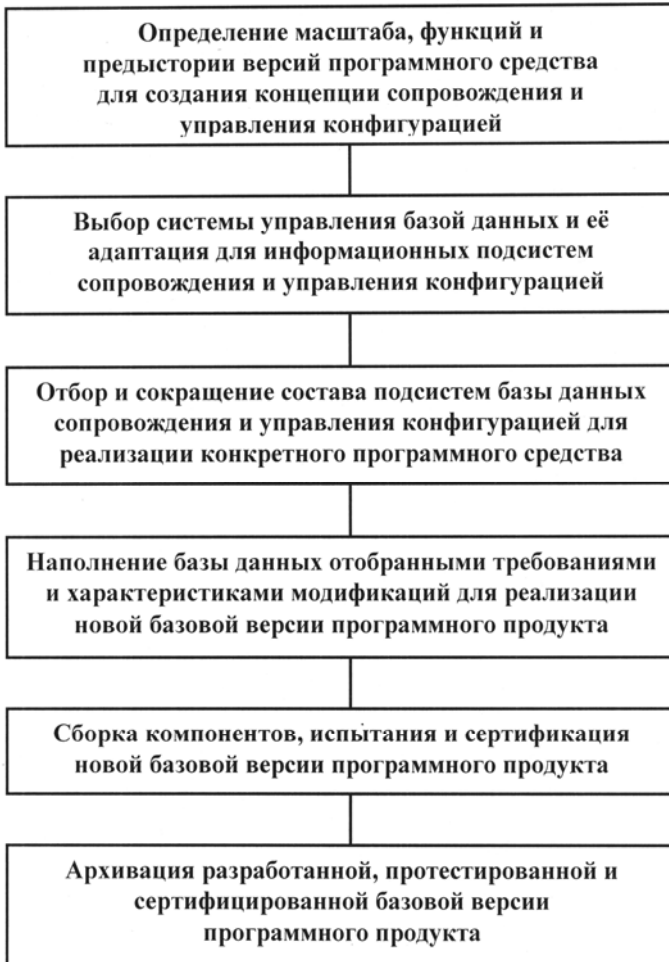 Определение масштаба, функций и
предыстории версий программного средства
для создания концепции сопровождения и
управления конфигурацией
Выбор системы управления базой данных и её
адаптация для информационных подсистем
сопровождения и управления конфигурацией
Отбор и сокращение состава подсистем базы данных
сопровождения и управления конфигурацией для
реализации конкретного программного средства
Наполнение базы данных отобранными требованиями
и характеристиками модификаций для реализации
новой базовой версии программного продукта
Сборка компонентов, испытания и сертификация
новой базовой версии программного продукта
Архивация разработанной, протестированной и
сертифицированной базовой версии
программного продукта